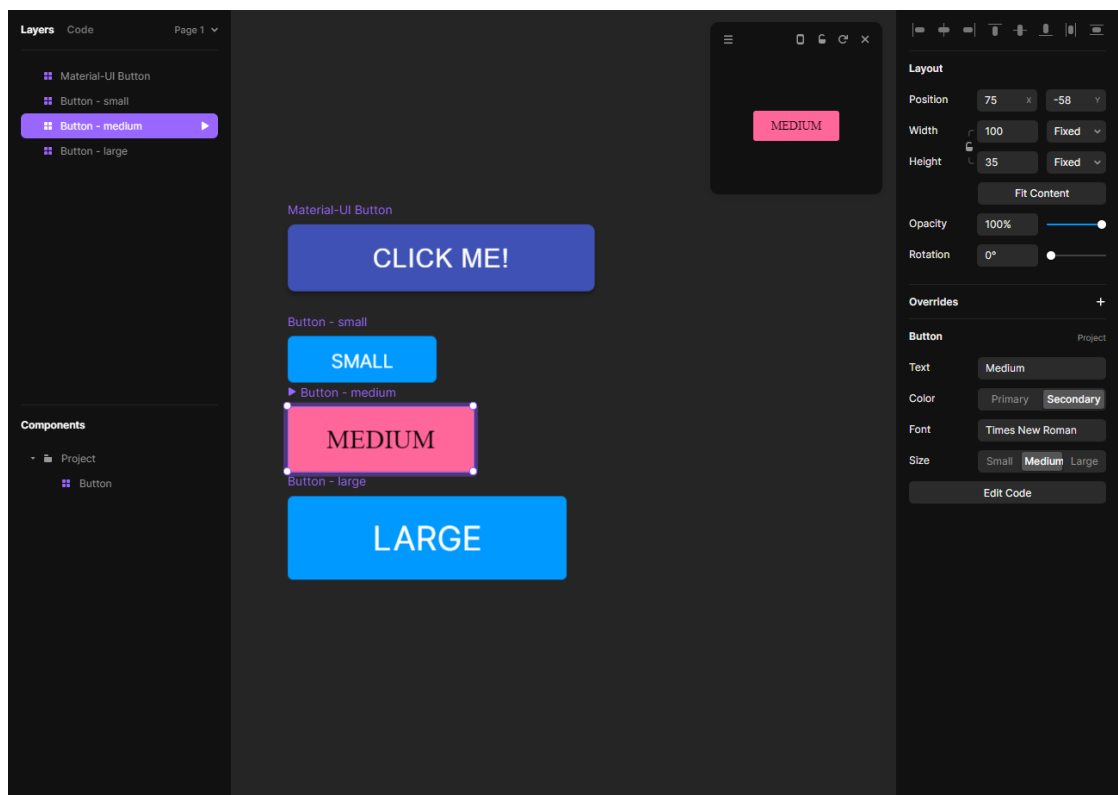 Layers Code Page 1
Material-UI Button
Button - small
Button - medium
Button - large
Components
Project
Button
Material-UI Button
CLICK ME!
Button - small
SMALL
Button - medium
MEDIUM
Button - large
LARGE
MEDIUM
Layout
Position 75 X -58 Y
Width 100 Fixed
Height 35 Fixed
Fit Content
Opacity 100%
Rotation 0°
Overrides +
Button Project
Text Medium
Color Primary Secondary
Font Times New Roman
Size Small Medium Large
Edit Code